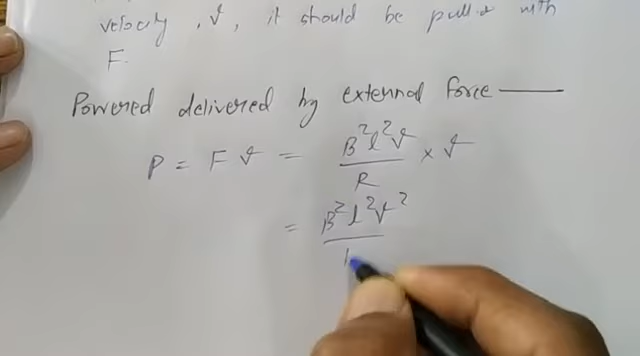 velocity, v, it should be pulled with
F.
Powered delivered by external force ——
P = F v = B²l²v/R × v
= B²l²v²/